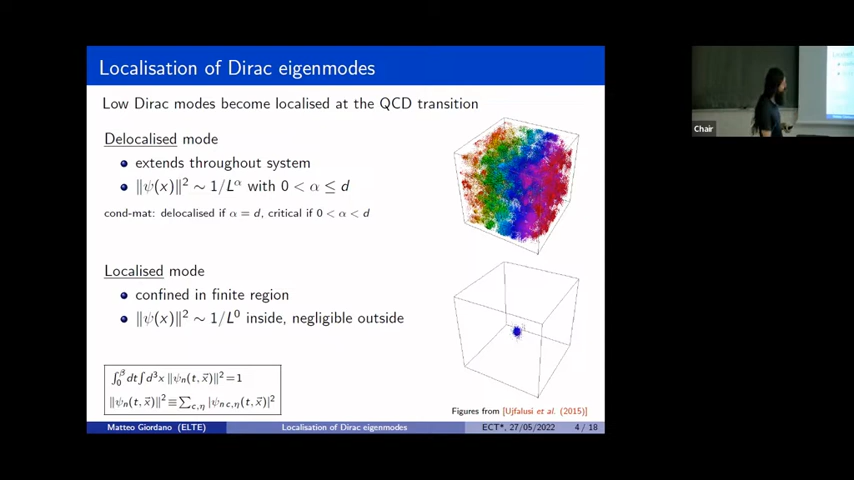 Localisation of Dirac eigenmodes
Low Dirac modes become localised at the QCD transition
Delocalised mode
extends throughout system
‖ψ(x)‖² ∼ 1/Lᵅ with 0 < α ≤ d
cond-mat: delocalised if α = d, critical if 0 < α < d
Localised mode
confined in finite region
‖ψ(x)‖² ∼ 1/L⁰ inside, negligible outside
∫₀^β dt∫d³x ‖ψₙ(t, x⃗)‖² = 1
‖ψₙ(t, x⃗)‖² ≡ ∑_{c,η} |ψ_{n c,η}(t, x⃗)|²
Figures from [Ujfalusi et al. (2015)]
Matteo Giordano (ELTE) Localisation of Dirac eigenmodes ECT*, 27/05/2022 4 / 18
Chair